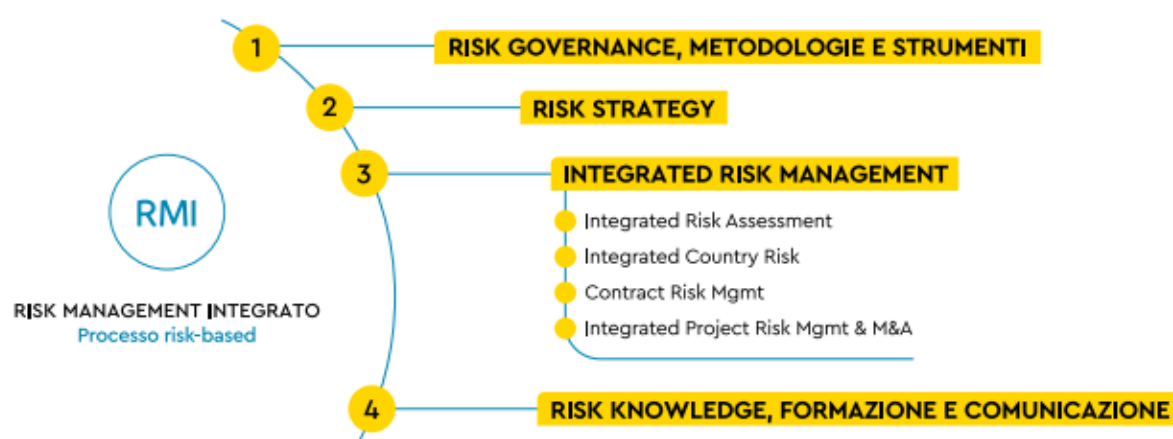 1
RISK GOVERNANCE, METODOLOGIE E STRUMENTI
2
RISK STRATEGY
3
INTEGRATED RISK MANAGEMENT
Integrated Risk Assessment
Integrated Country Risk
Contract Risk Mgmt
Integrated Project Risk Mgmt & M&A
RMI
RISK MANAGEMENT INTEGRATO
Processo risk-based
4
RISK KNOWLEDGE, FORMAZIONE E COMUNICAZIONE